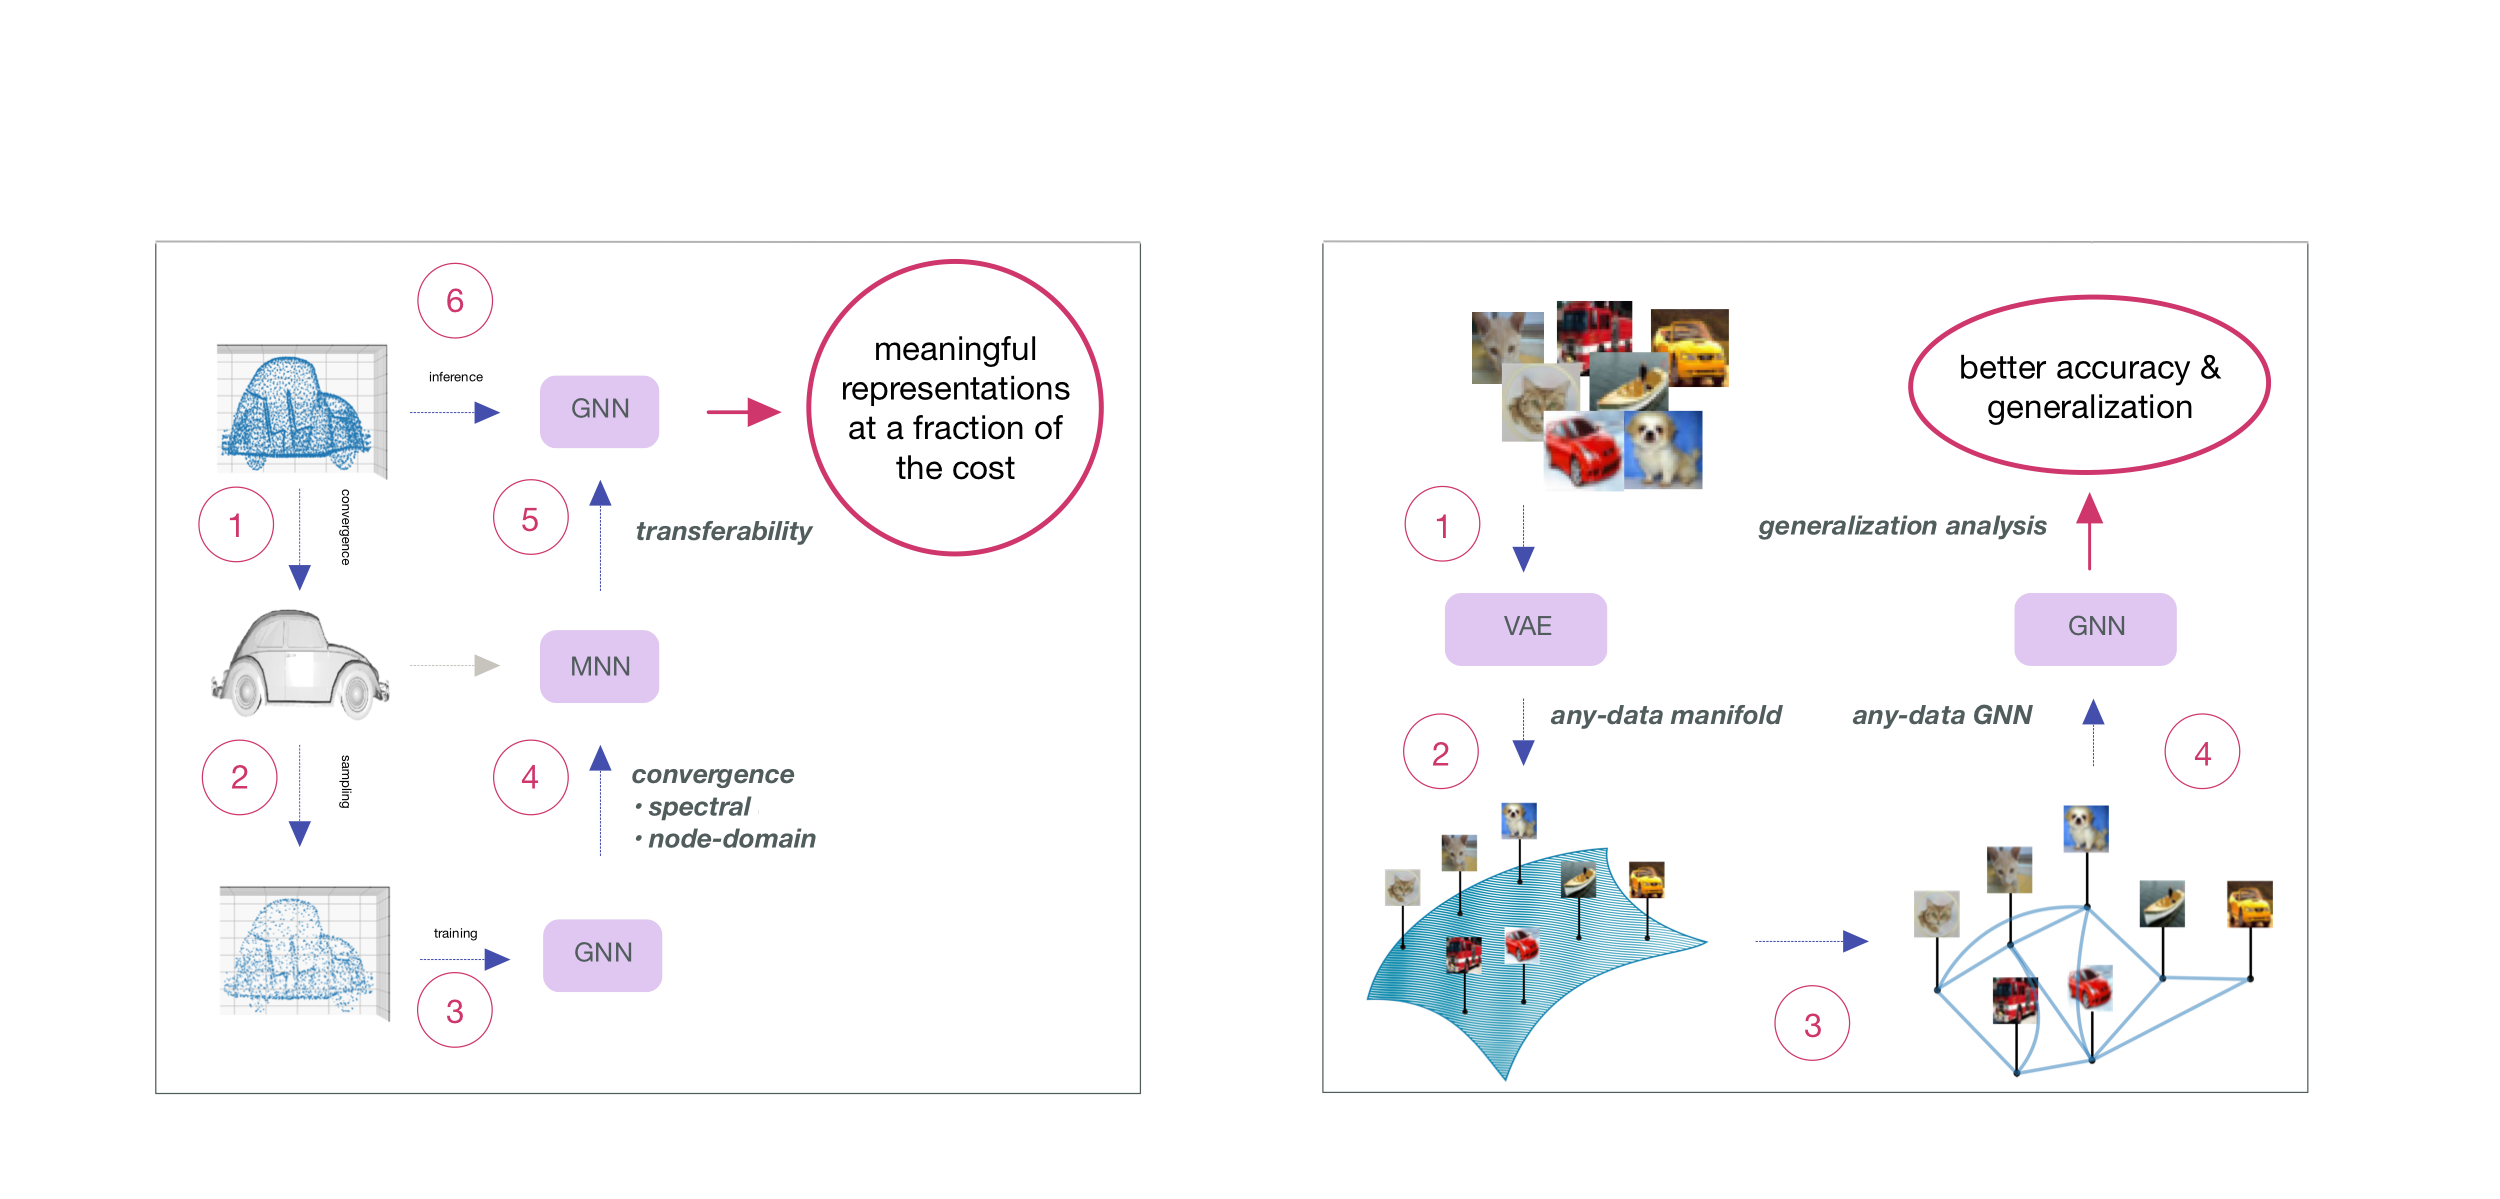 6
inference
GNN
meaningful
representations
at a fraction of
the cost
1
convergence
5
transferability
MNN
2
sampling
4
convergence
• spectral
• node-domain
training
GNN
3
better accuracy &
generalization
1
generalization analysis
VAE
GNN
2
any-data manifold
any-data GNN
4
3